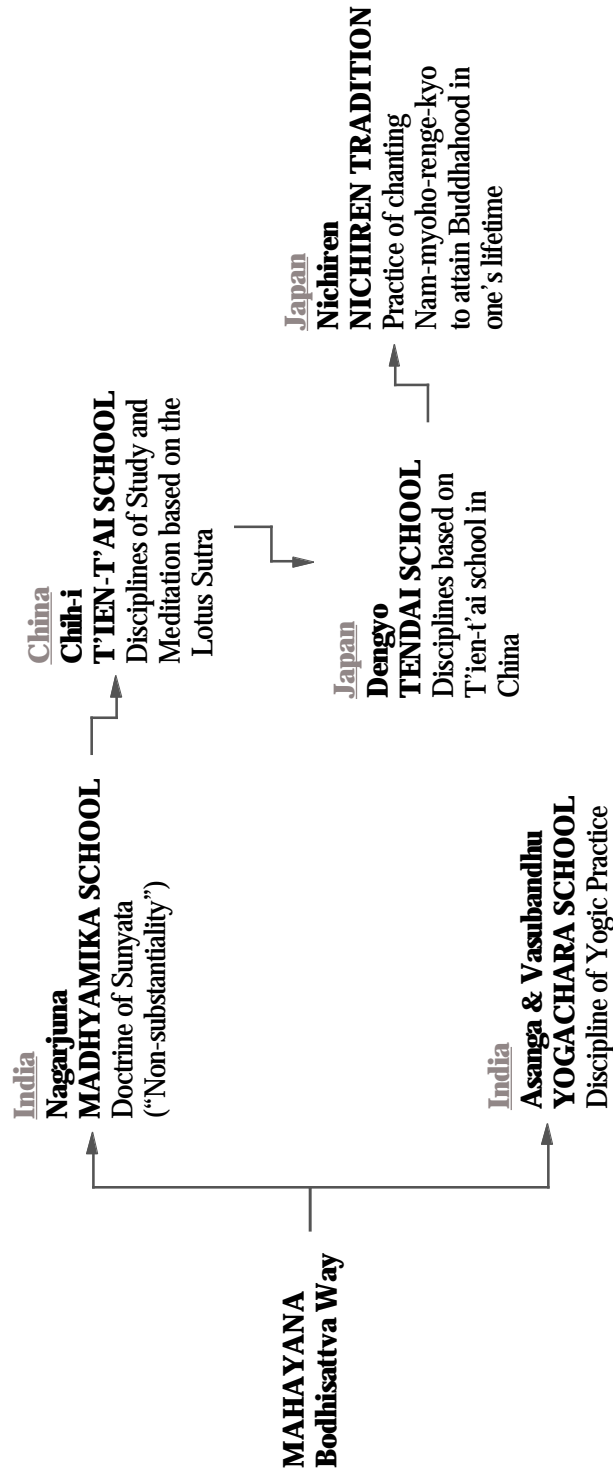 MAHAYANA
Bodhisattva Way
India
Nagarjuna
MADHYAMIKA SCHOOL
Doctrine of Sunyata
(“Non-substantiality”)
India
Asanga & Vasubandhu
YOGACHARA SCHOOL
Discipline of Yogic Practice
China
Chih-i
T’IEN-T’AI SCHOOL
Disciplines of Study and
Meditation based on the
Lotus Sutra
Japan
Dengyo
TENDAI SCHOOL
Disciplines based on
T’ien-t’ai school in
China
Japan
Nichiren
NICHIREN TRADITION
Practice of chanting
Nam-myoho-renge-kyo
to attain Buddhahood in
one’s lifetime